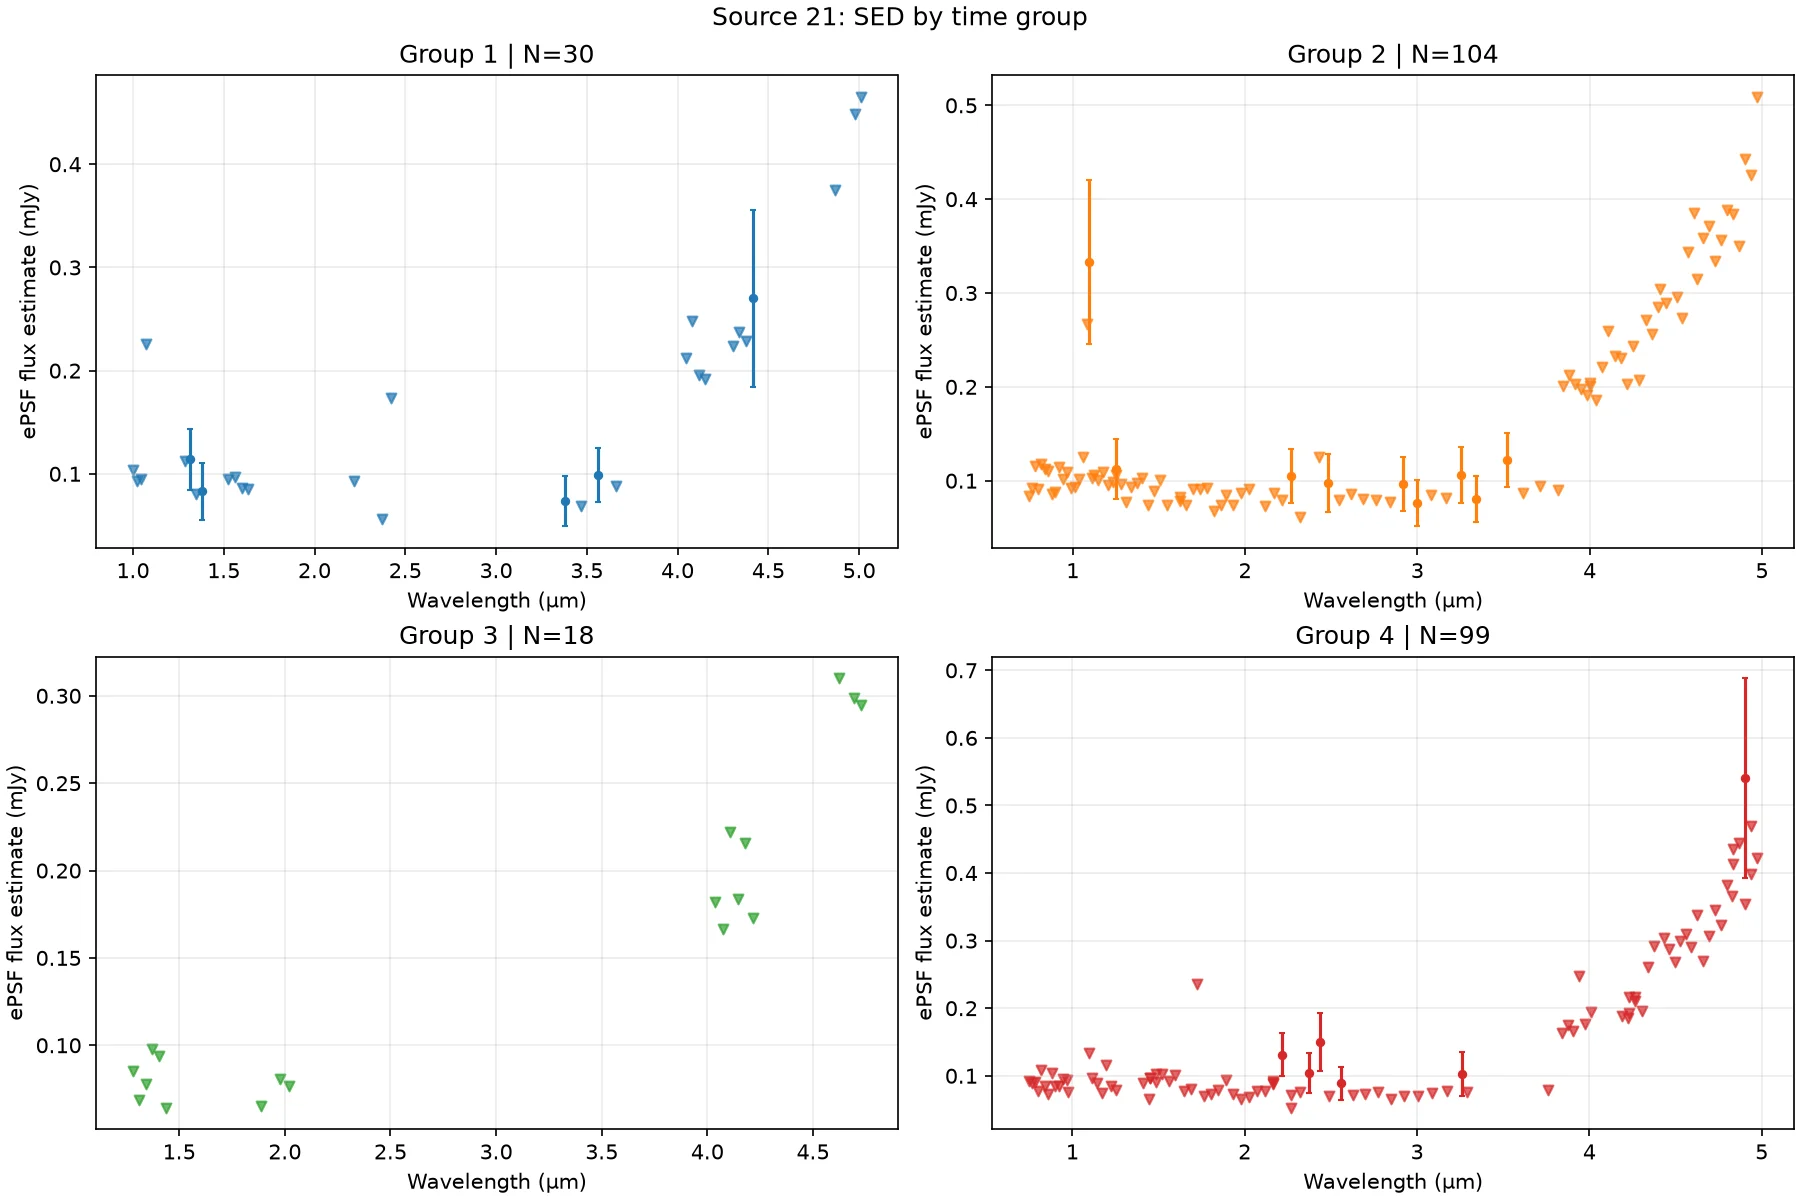 Source 21: SED by time group
Group 1 | N=30
ePSF flux estimate (mJy)
0.4
0.3
0.2
0.1
1.0 1.5 2.0 2.5 3.0 3.5 4.0 4.5 5.0
Wavelength (μm)
Group 2 | N=104
ePSF flux estimate (mJy)
0.5
0.4
0.3
0.2
0.1
1 2 3 4 5
Wavelength (μm)
Group 3 | N=18
ePSF flux estimate (mJy)
0.30
0.25
0.20
0.15
0.10
1.5 2.0 2.5 3.0 3.5 4.0 4.5
Wavelength (μm)
Group 4 | N=99
ePSF flux estimate (mJy)
0.7
0.6
0.5
0.4
0.3
0.2
0.1
1 2 3 4 5
Wavelength (μm)